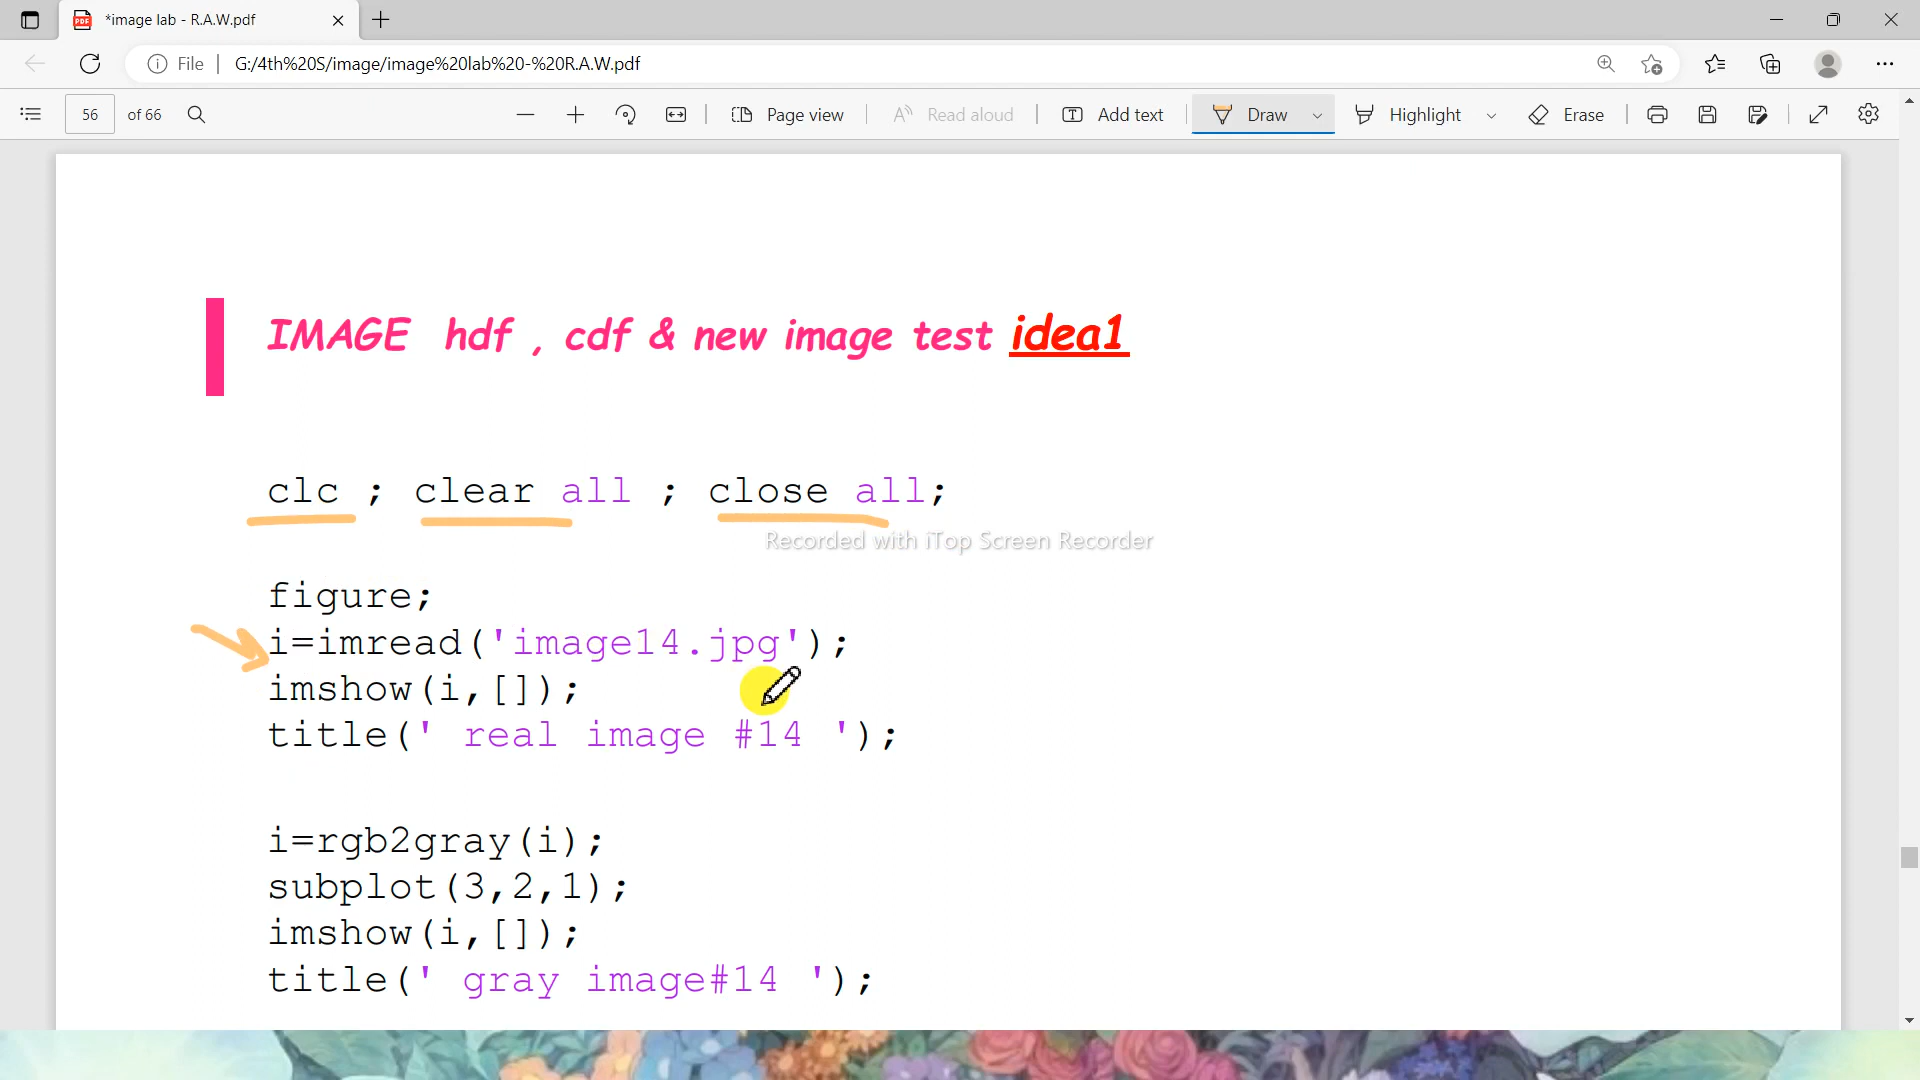 *image lab - R.A.W.pdf
File | G:/4th%20S/image/image%20lab%20-%20R.A.W.pdf
56 of 66 Page view Read aloud Add text Draw Highlight Erase
IMAGE hdf , cdf & new image test idea1
clc ; clear all ; close all;
Recorded with iTop Screen Recorder
figure;
i=imread('image14.jpg');
imshow(i,[]);
title(' real image #14 ');
i=rgb2gray(i);
subplot(3,2,1);
imshow(i,[]);
title(' gray image#14 ');